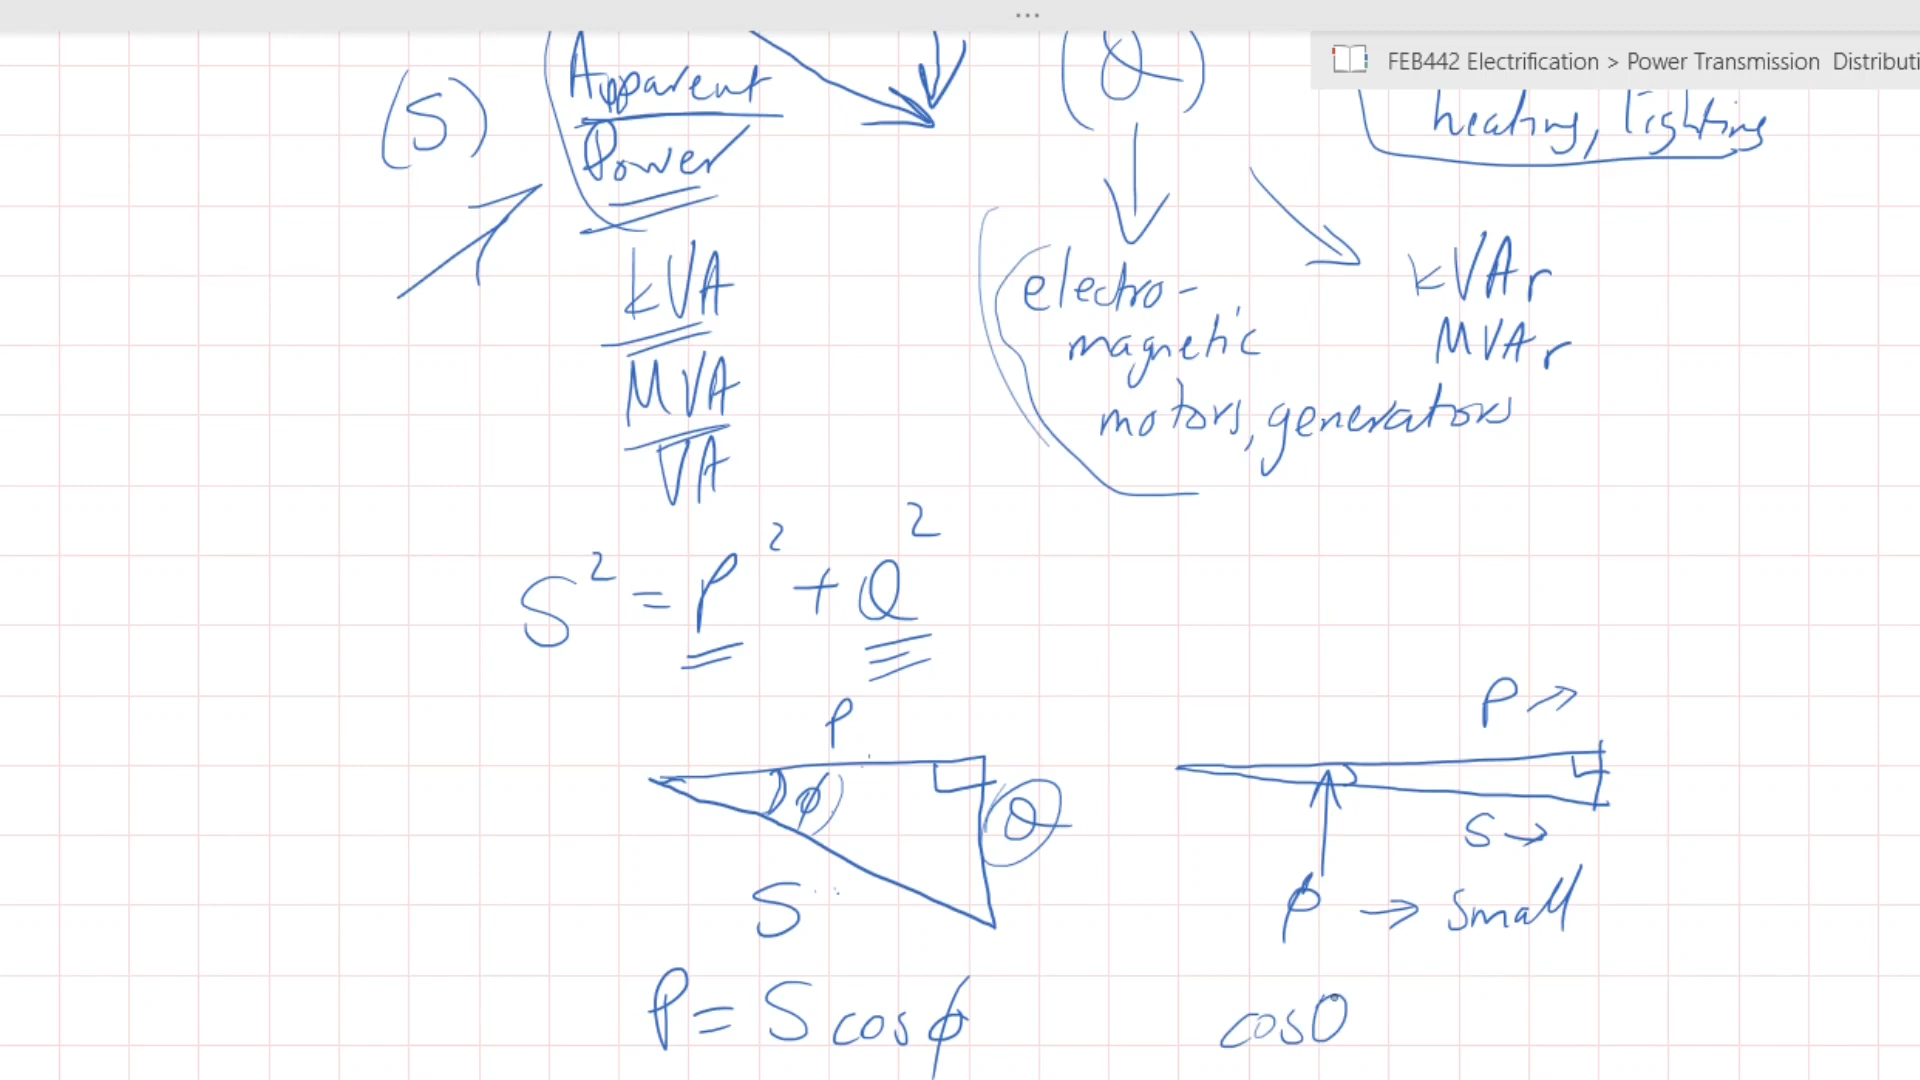 ...
FEB442 Electrification > Power Transmission Distributi
(S)
Apparent
Power
(Q)
heating, lighting
kVA
MVA
VA
electro-
magnetic
motors, generators
kVAr
MVAr
S² = P² + Q²
P
ϕ
Q
S
P = S cosϕ
P
S
ϕ → small
cos0